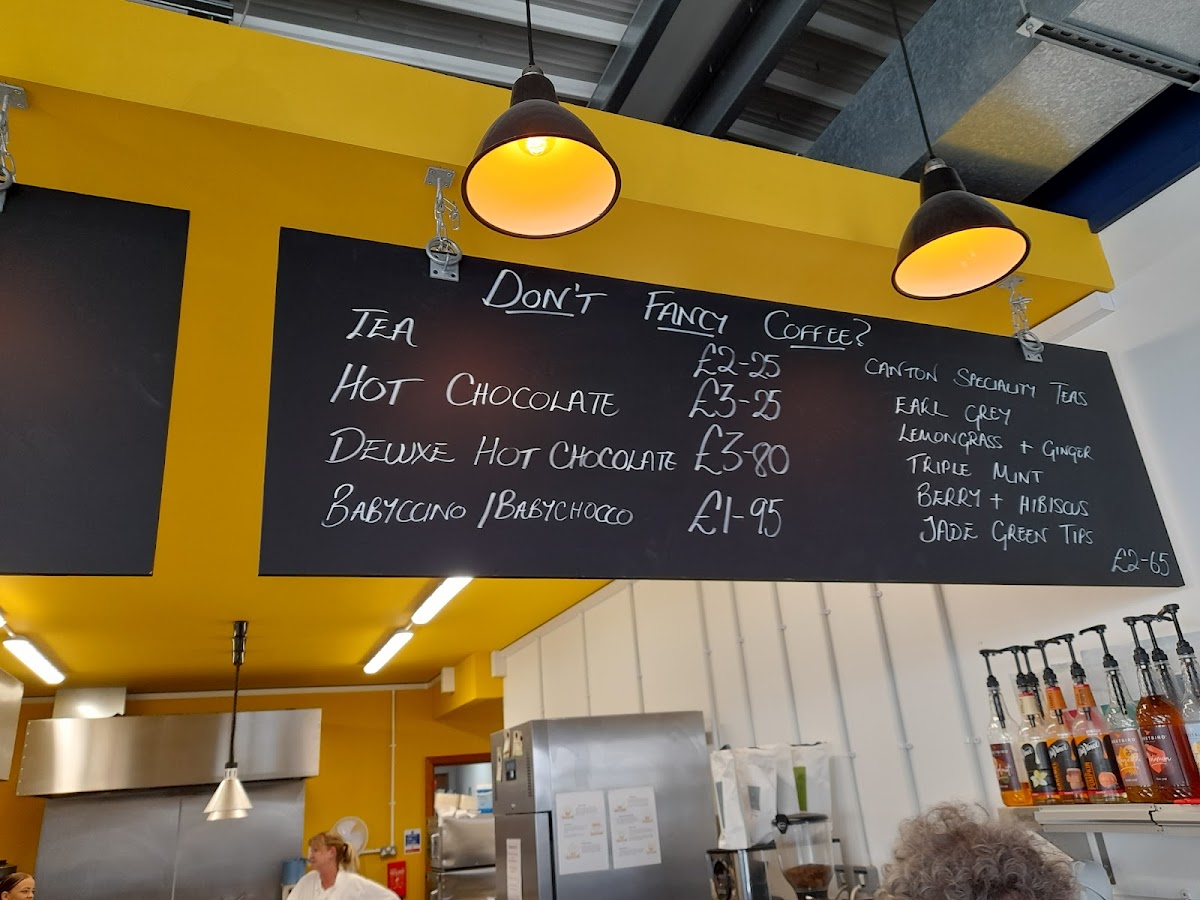 DON'T FANCY COFFEE?
TEA £2-25
HOT CHOCOLATE £3-25
DELUXE HOT CHOCOLATE £3-80
BABYCCINO / BABYCHOCCO £1-95
CANTON SPECIALITY TEAS
EARL GREY
LEMONGRASS + GINGER
TRIPLE MINT
BERRY + HIBISCUS
JADE GREEN TIPS
£2-65